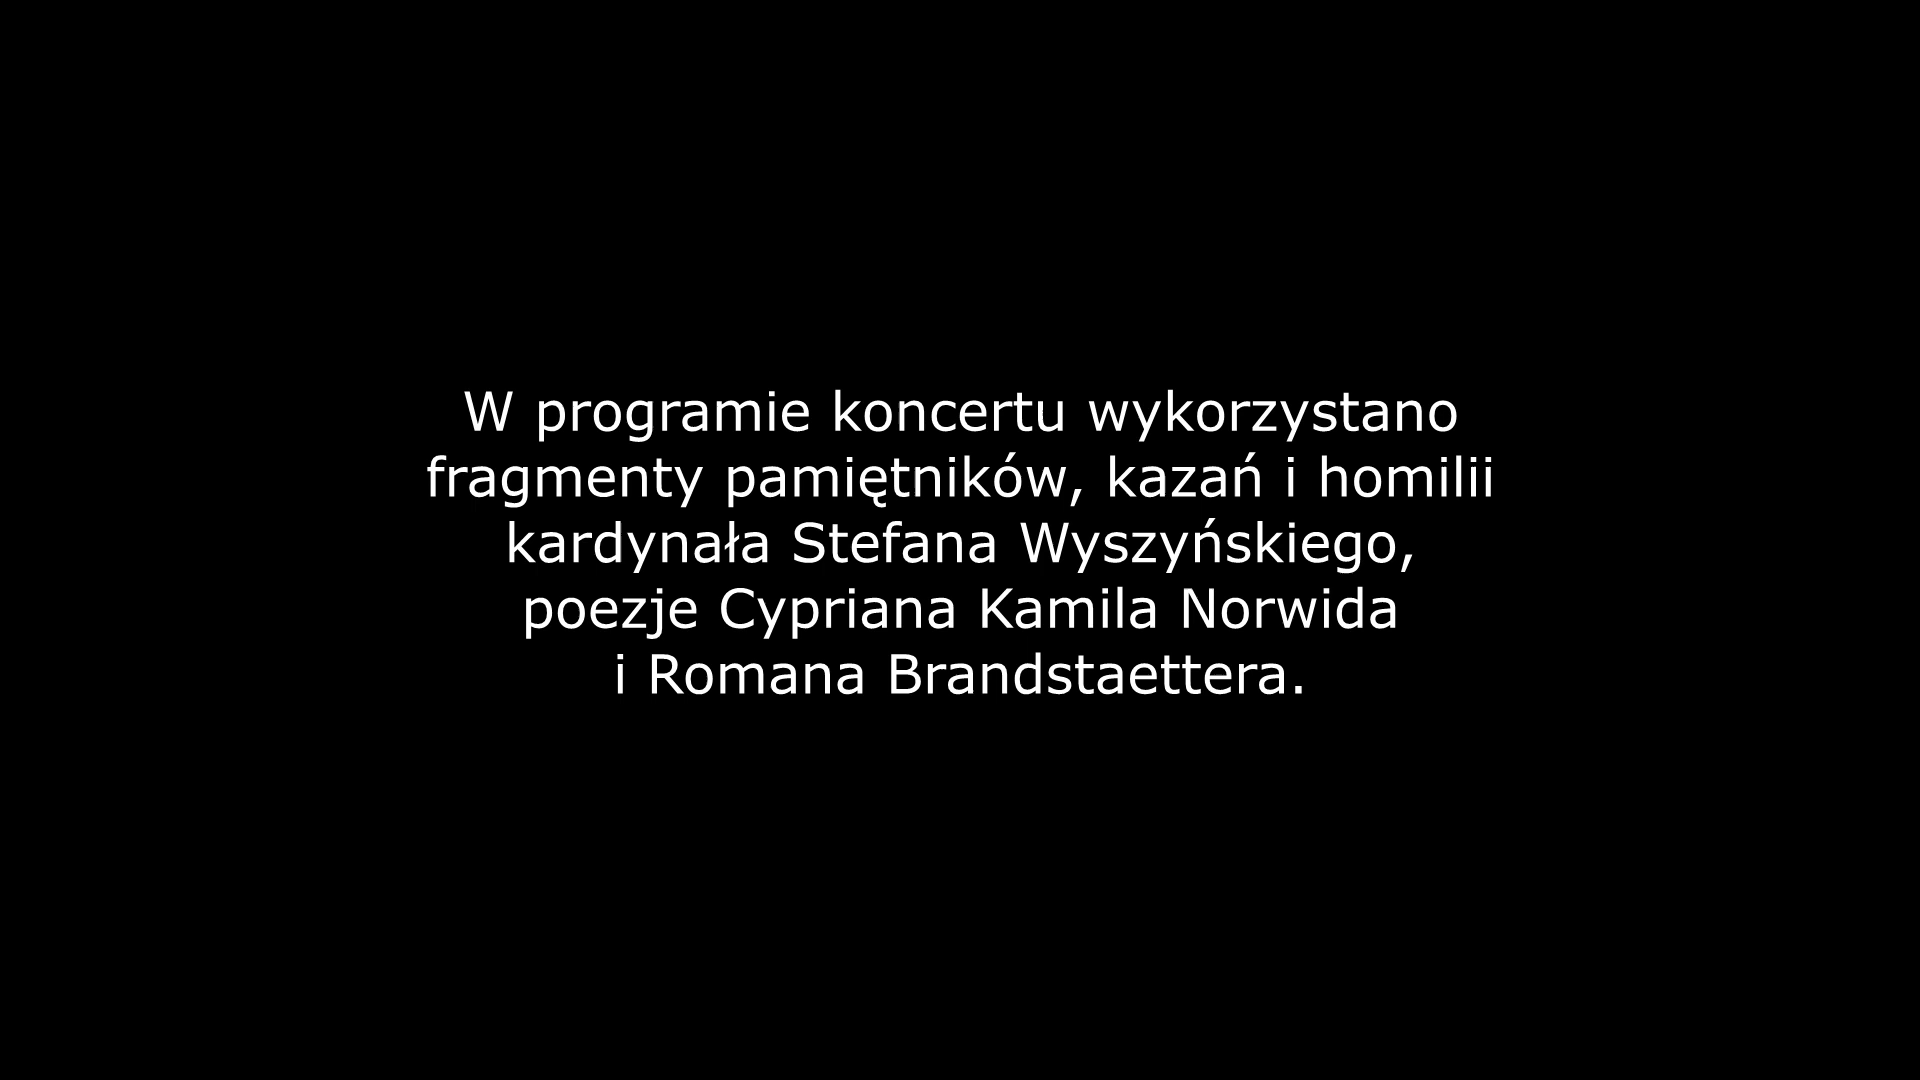 W programie koncertu wykorzystano
fragmenty pamiętników, kazań i homilii
kardynała Stefana Wyszyńskiego,
poezje Cypriana Kamila Norwida
i Romana Brandstaettera.